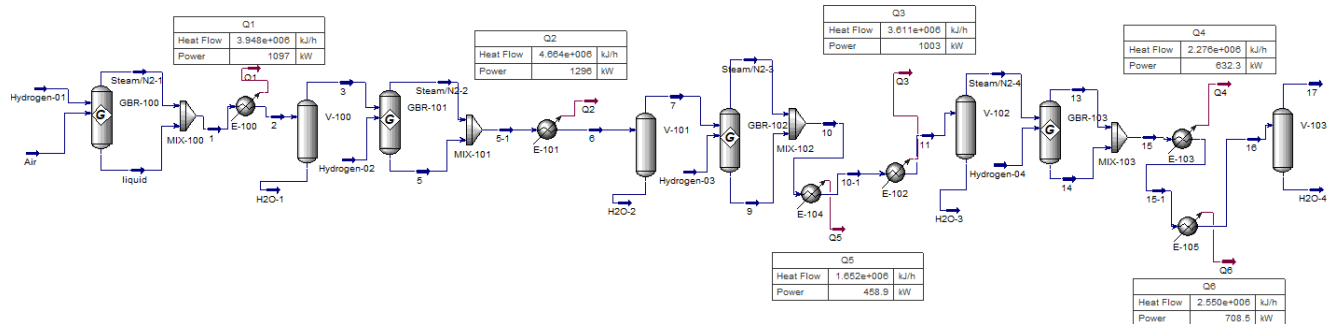 Q1
Heat Flow 3.948e+006 kJ/h
Power 1097 kW
Q2
Heat Flow 4.664e+006 kJ/h
Power 1296 kW
Q3
Heat Flow 3.611e+006 kJ/h
Power 1003 kW
Q4
Heat Flow 2.276e+006 kJ/h
Power 632.3 kW
Hydrogen-01
Air
Steam/N2-1
GBR-100
liquid
MIX-100
1
Q1
E-100
2
V-100
H2O-1
3
Hydrogen-02
Steam/N2-2
GBR-101
5
MIX-101
5-1
Q2
E-101
6
V-101
H2O-2
7
Hydrogen-03
Steam/N2-3
GBR-102
9
MIX-102
10
E-104
Q5
10-1
Q3
E-102
11
V-102
H2O-3
Steam/N2-4
Hydrogen-04
13
GBR-103
14
MIX-103
15
Q4
E-103
15-1
E-105
Q6
16
17
V-103
H2O-4
Q5
Heat Flow 1.652e+006 kJ/h
Power 458.9 kW
Q6
Heat Flow 2.550e+006 kJ/h
Power 708.5 kW